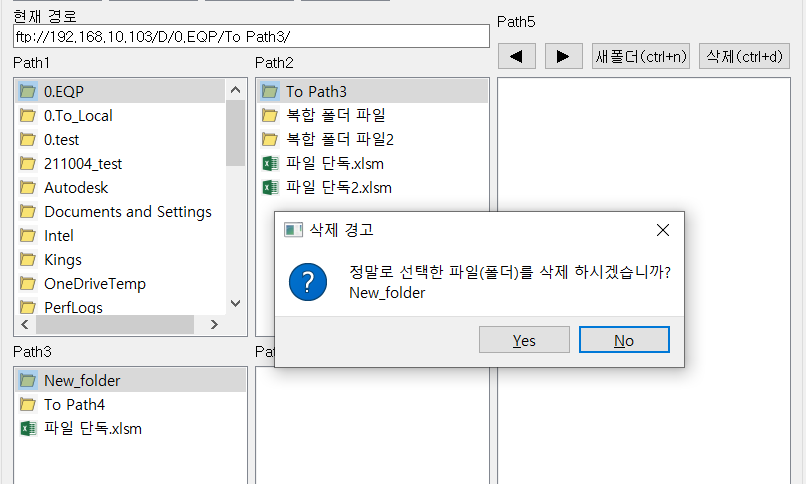 현재 경로
ftp://192.168.10.103/D/0.EQP/To Path3/
Path5
새폴더(ctrl+n)
삭제(ctrl+d)
Path1
0.EQP
0.To_Local
0.test
211004_test
Autodesk
Documents and Settings
Intel
Kings
OneDriveTemp
PerfLogs
Path2
To Path3
복합 폴더 파일
복합 폴더 파일2
파일 단독.xlsm
파일 단독2.xlsm
삭제 경고
정말로 선택한 파일(폴더)를 삭제 하시겠습니까?
New_folder
Yes
No
Path3
New_folder
To Path4
파일 단독.xlsm